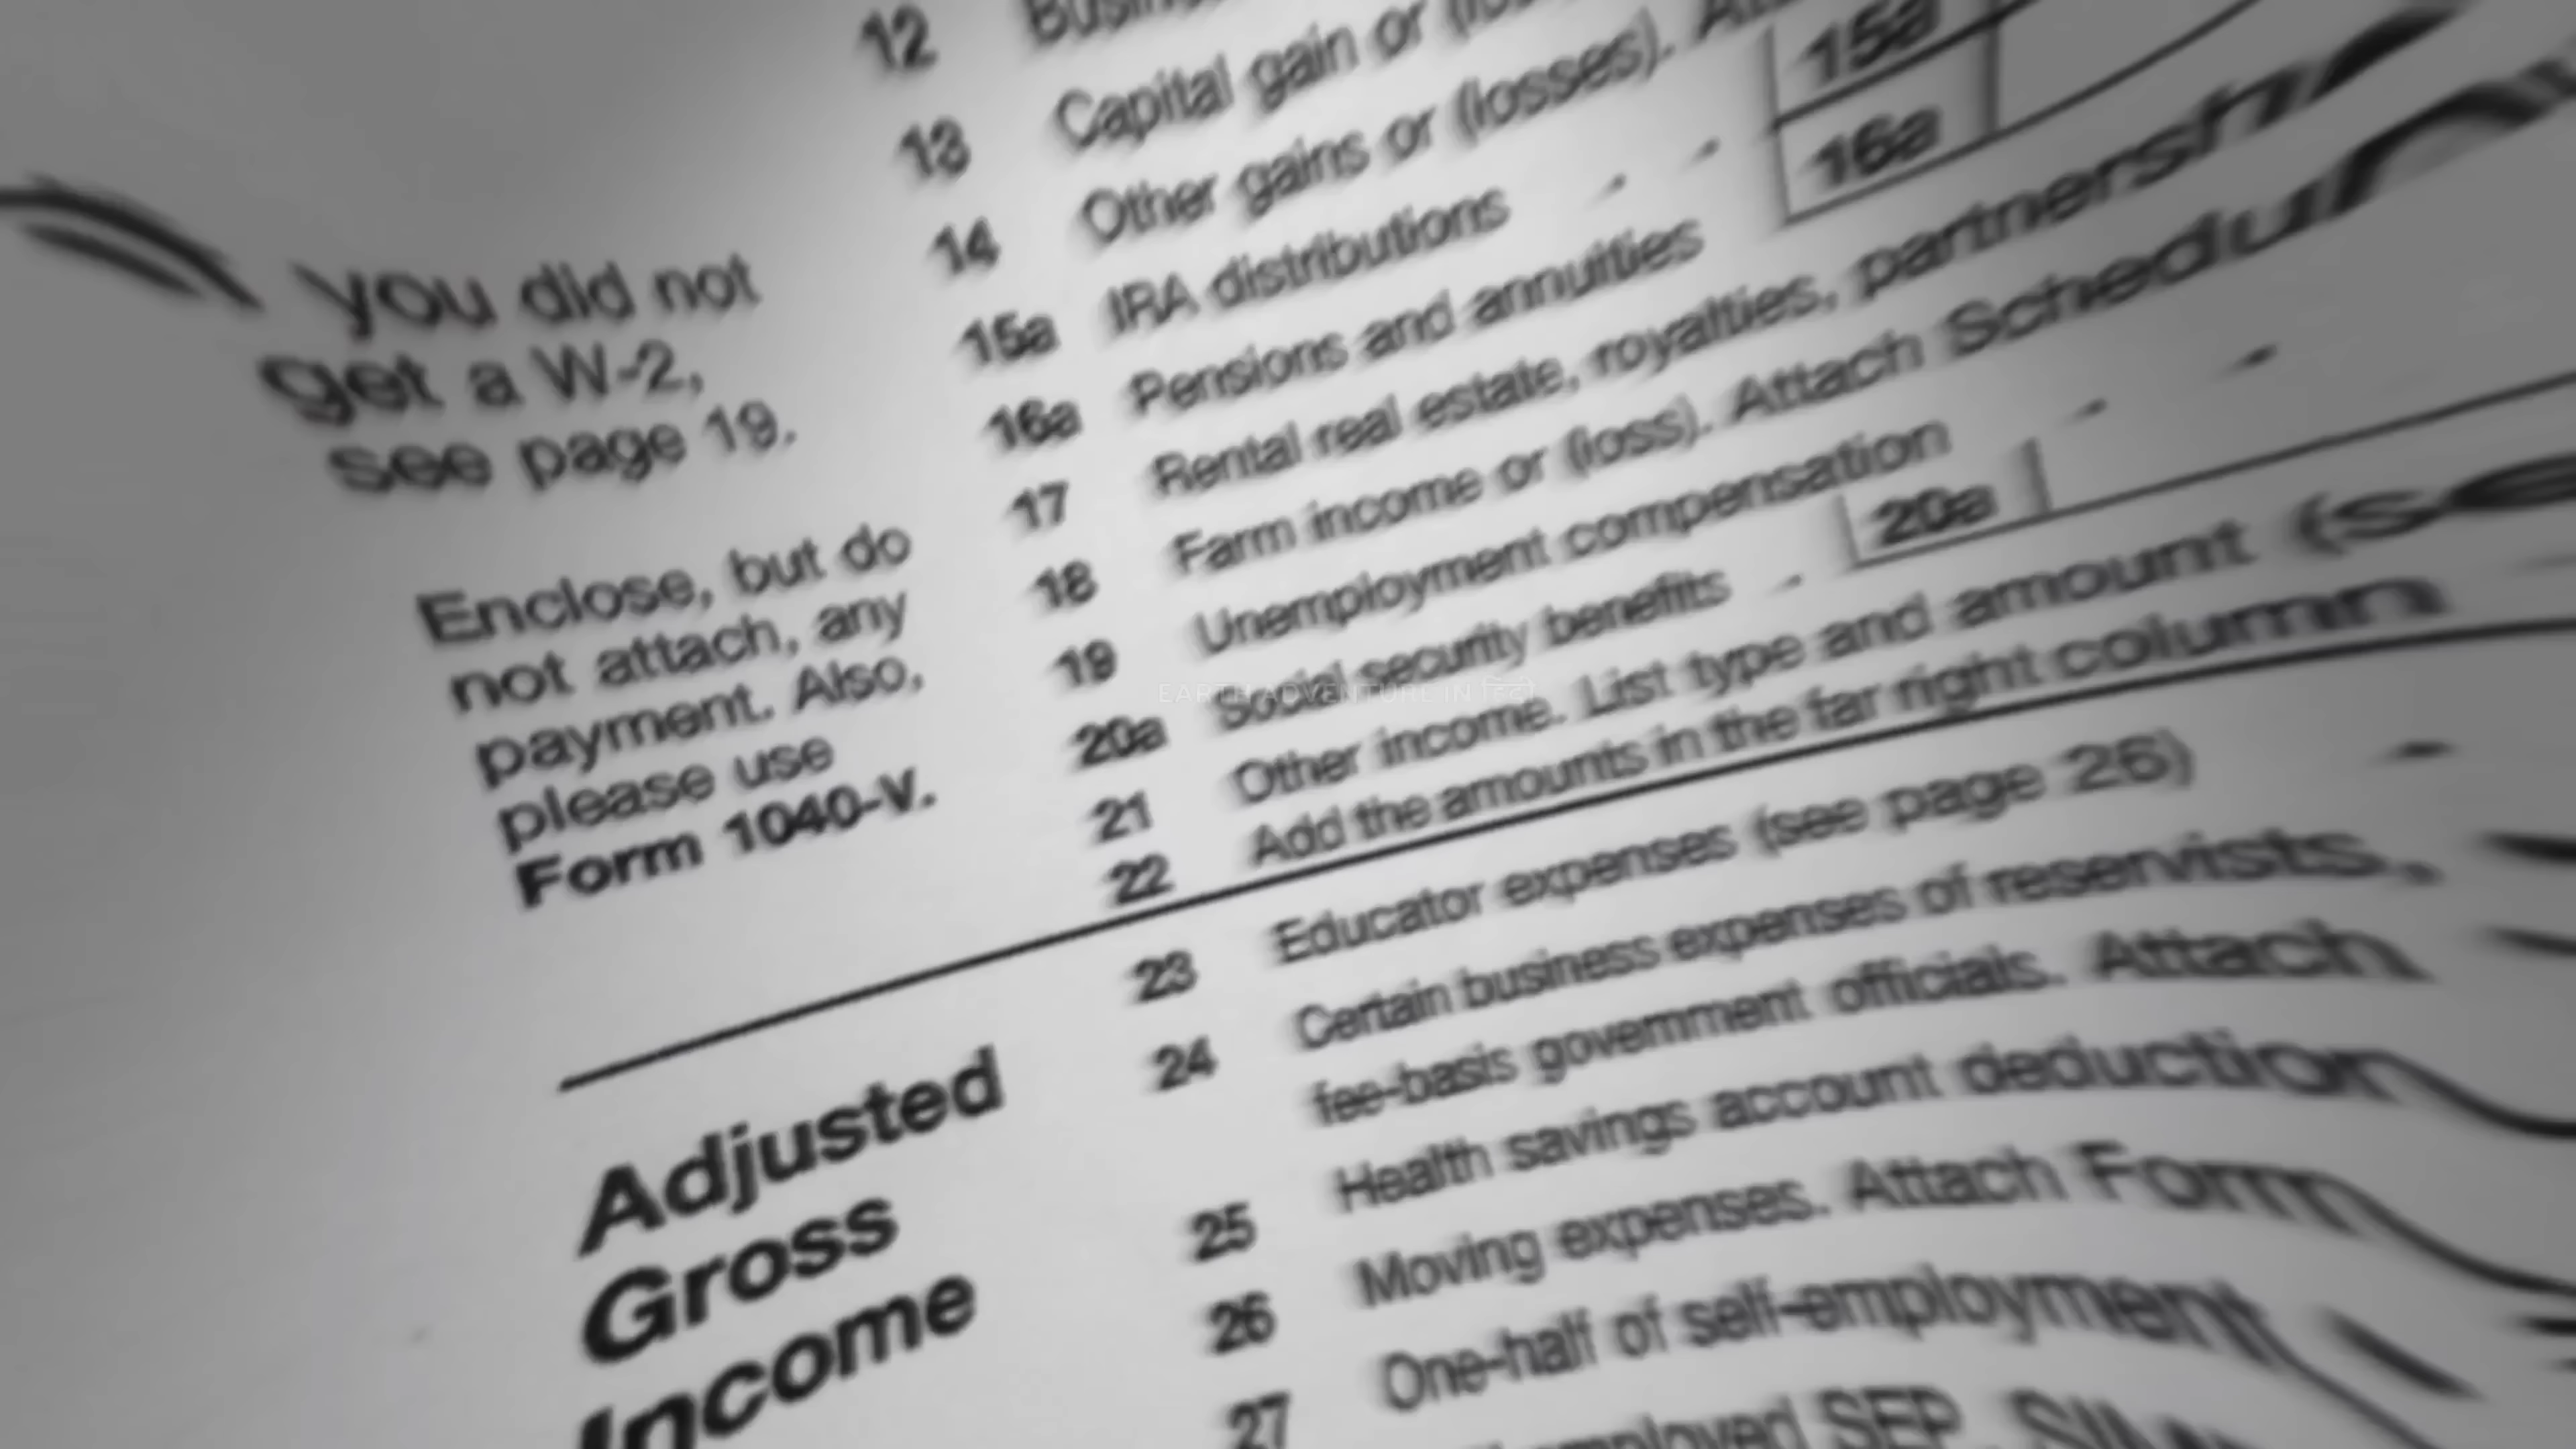 you did not
get a W-2,
see page 19.
Enclose, but do
not attach, any
payment. Also,
please use
Form 1040-V.
12
13 Capital gain or
14 Other gains or (losses).
15a IRA distributions 15a
16a Pensions and annuities 16a
17 Rental real estate, royalties,
18 Farm income or (loss). Attach
19 Unemployment compensation
20a Social security benefits 20a
21 Other income. List type and amount
22 Add the amounts in the far right column
Adjusted
Gross
Income
23 Educator expenses (see page 26)
24 Certain business expenses of reservists,
fee-basis government officials. Attach
25 Health savings account deduction
26 Moving expenses. Attach Form
27 One-half of self-employment
SEP,
EARTH ADVENTURE IN